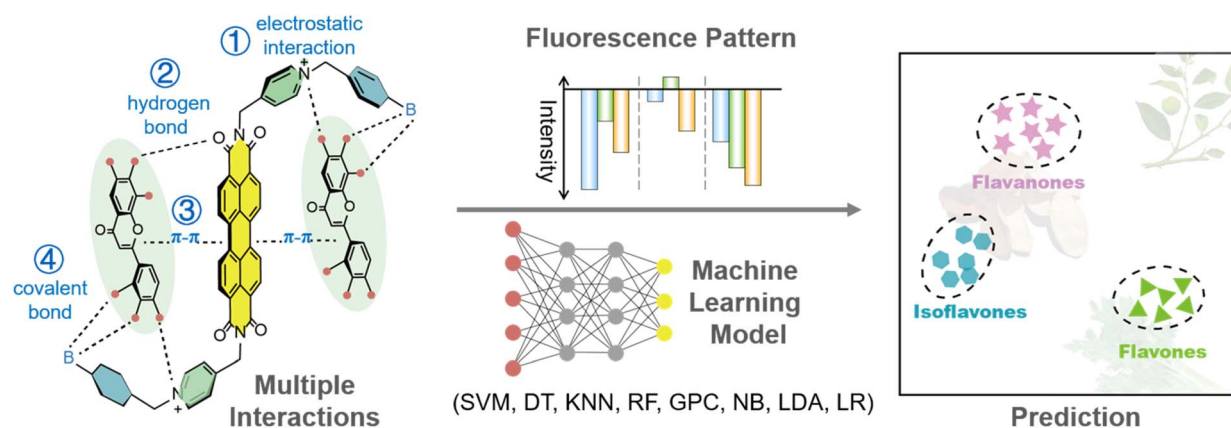 ① electrostatic
interaction
②
hydrogen
bond
③
π-π
π-π
④
covalent
bond
N
+
B
O
N
O
O
O
O
O
O
N
O
B
N
+
Multiple
Interactions
Fluorescence Pattern
Intensity
Machine
Learning
Model
(SVM, DT, KNN, RF, GPC, NB, LDA, LR)
Flavanones
Isoflavones
Flavones
Prediction